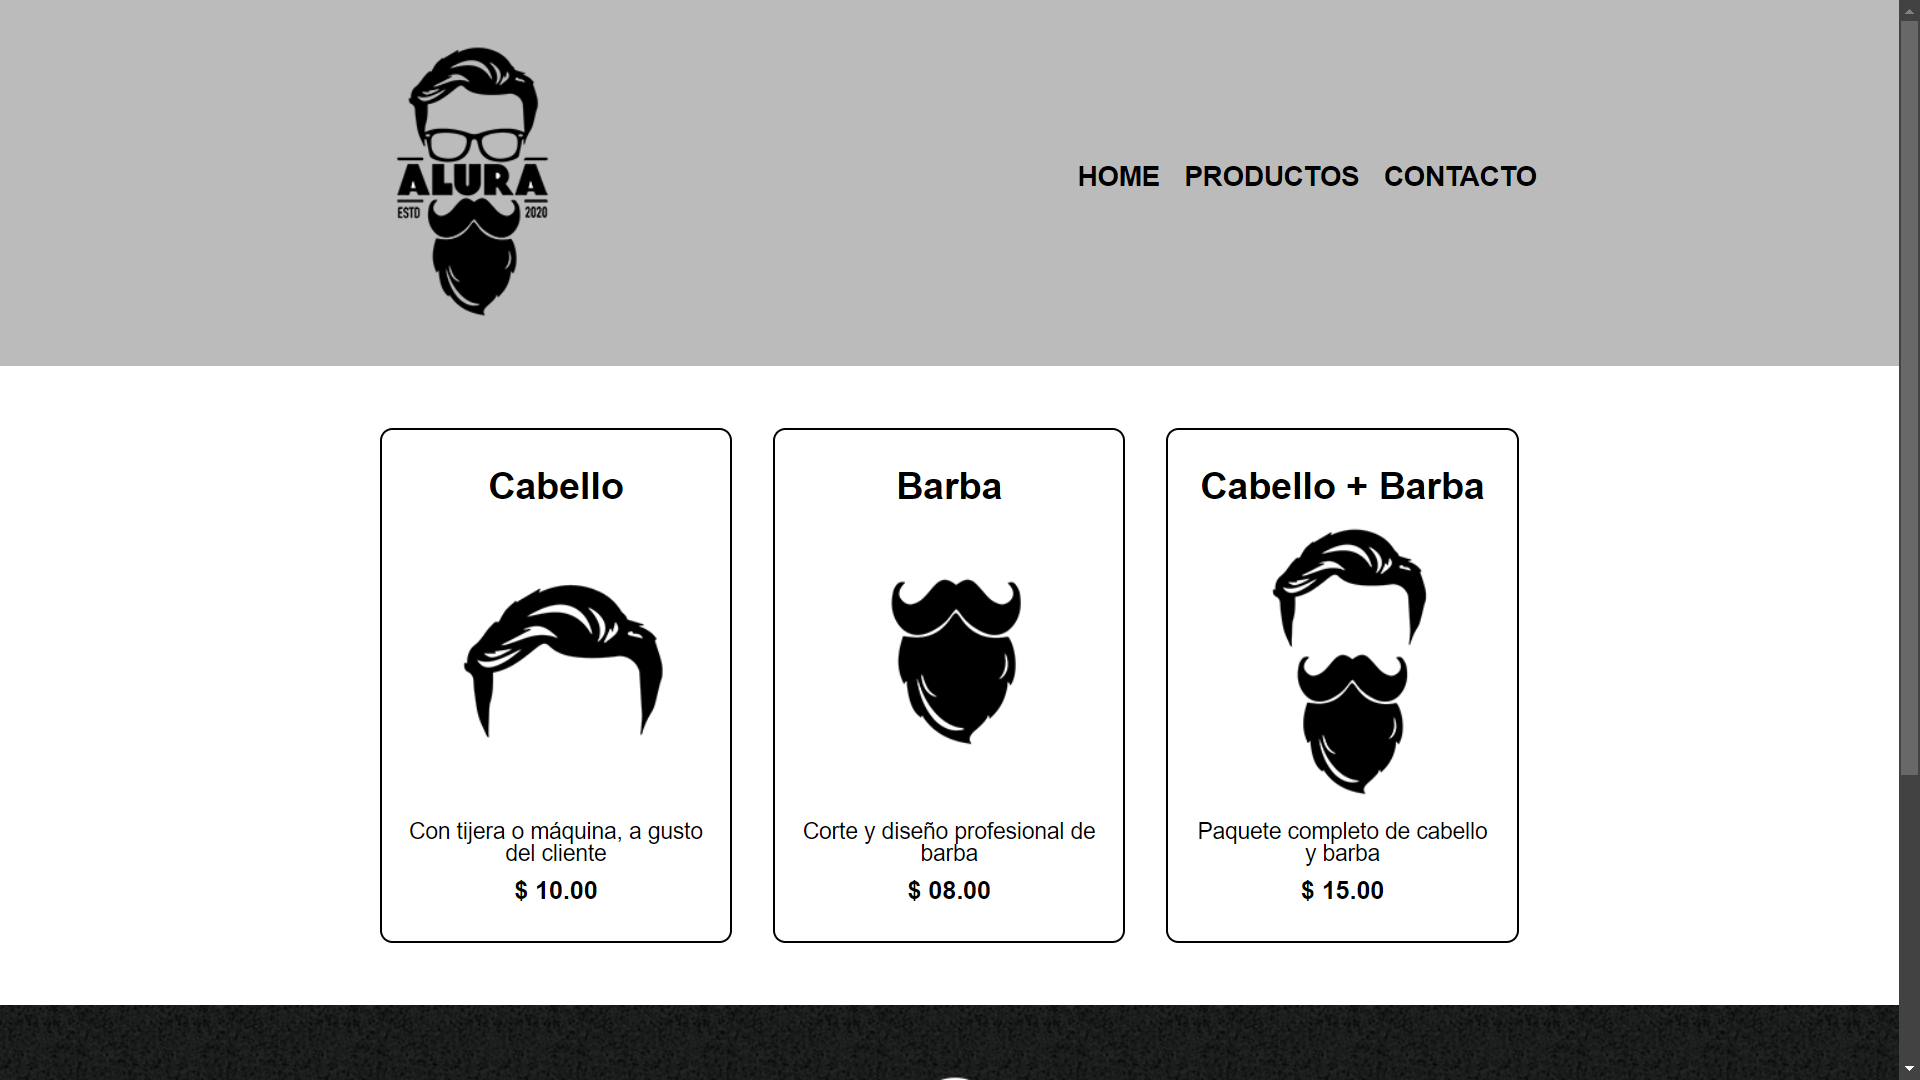 ALURA
ESTD 2020
HOME PRODUCTOS CONTACTO
Cabello
Con tijera o máquina, a gusto
del cliente
$ 10.00
Barba
Corte y diseño profesional de
barba
$ 08.00
Cabello + Barba
Paquete completo de cabello
y barba
$ 15.00